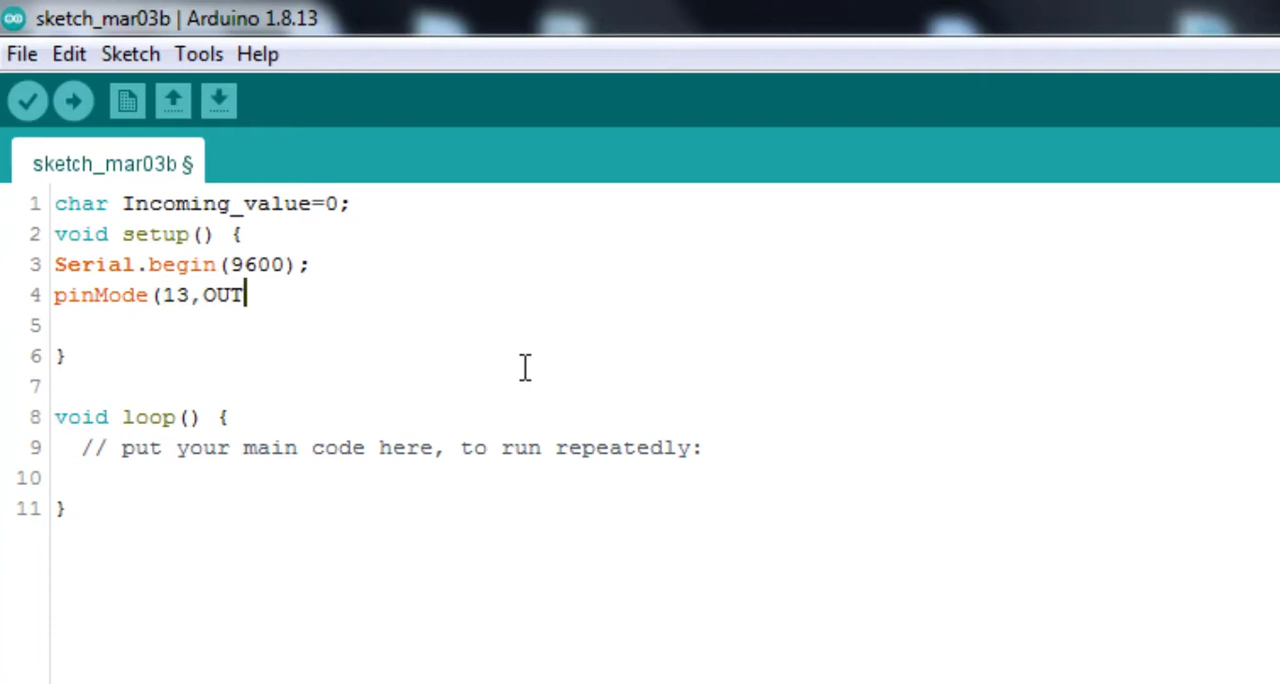 sketch_mar03b | Arduino 1.8.13
File Edit Sketch Tools Help
sketch_mar03b §
1 char Incoming_value=0;
2 void setup() {
3 Serial.begin(9600);
4 pinMode(13,OUT
5
6 }
7
8 void loop() {
9 // put your main code here, to run repeatedly:
10
11 }